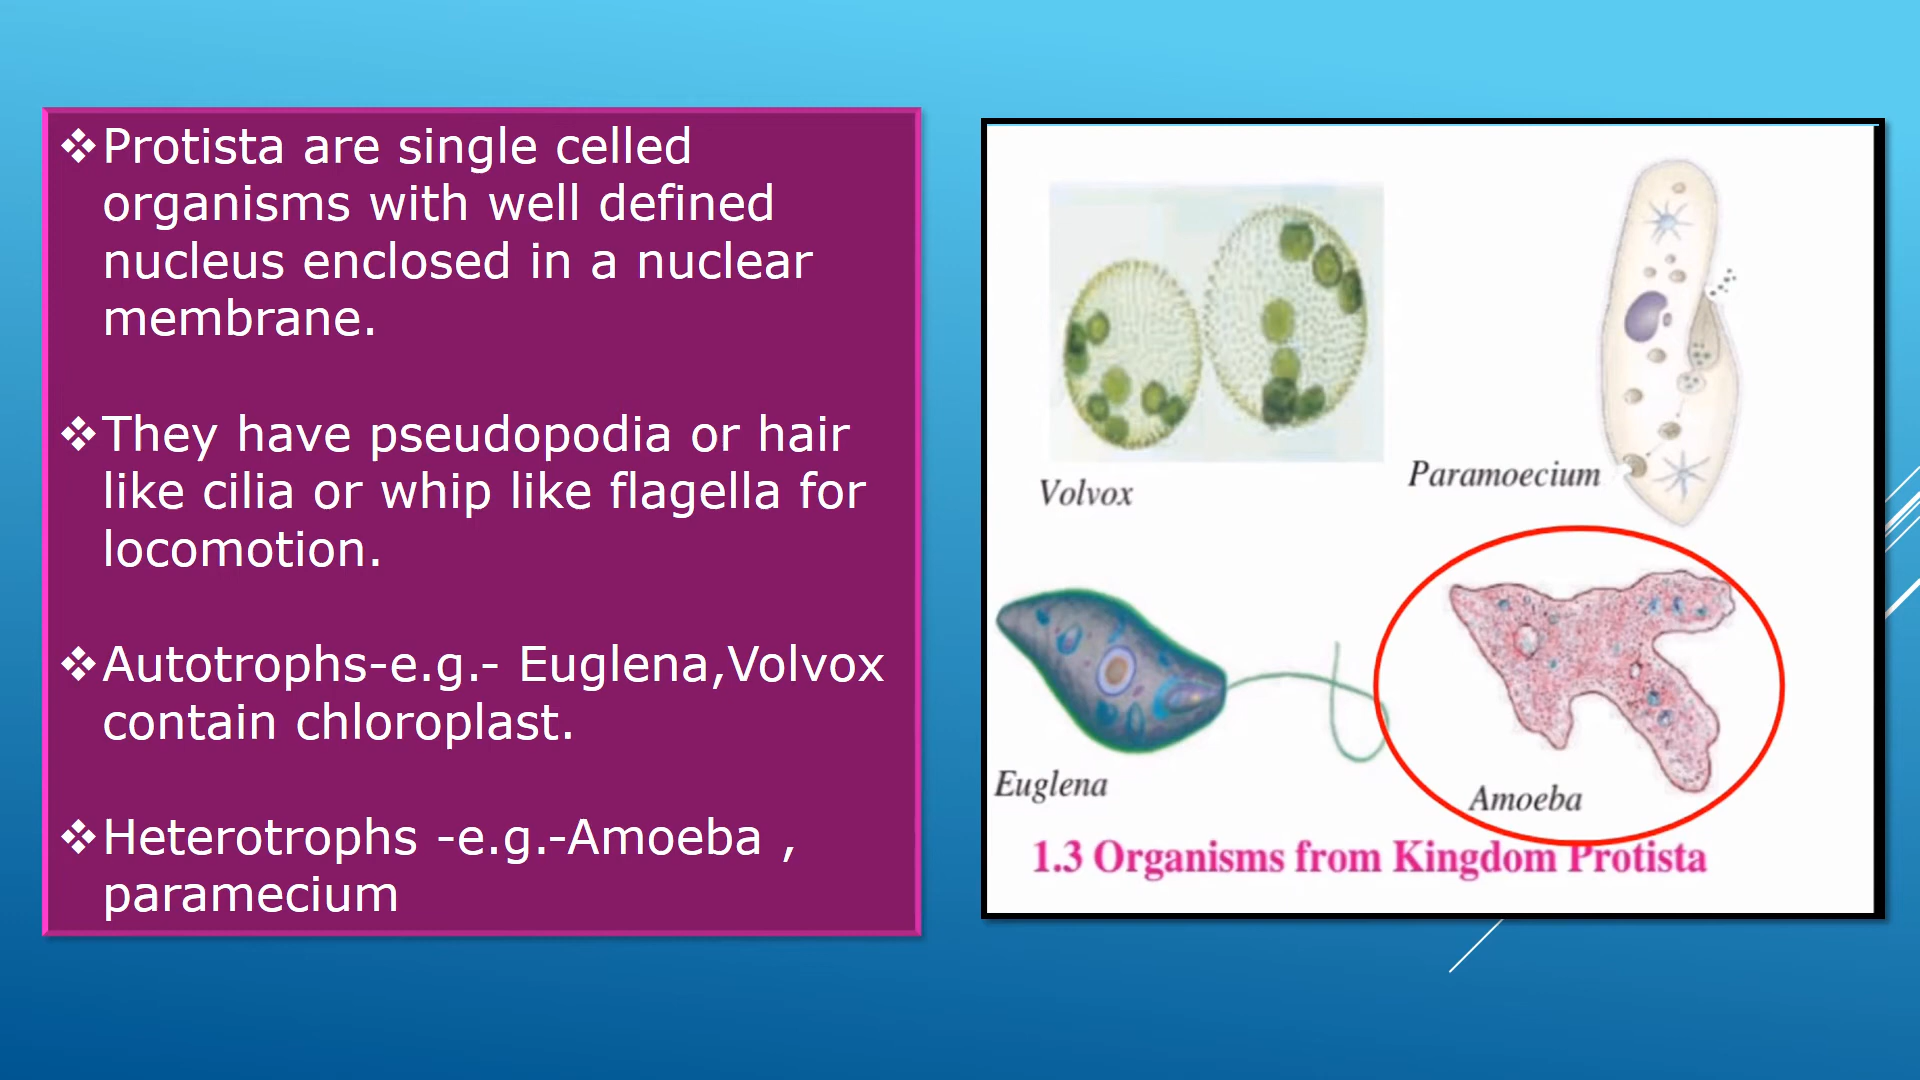 ❖Protista are single celled
organisms with well defined
nucleus enclosed in a nuclear
membrane.
❖They have pseudopodia or hair
like cilia or whip like flagella for
locomotion.
❖Autotrophs-e.g.- Euglena,Volvox
contain chloroplast.
❖Heterotrophs -e.g.-Amoeba ,
paramecium
Volvox
Paramoecium
Euglena
Amoeba
1.3 Organisms from Kingdom Protista